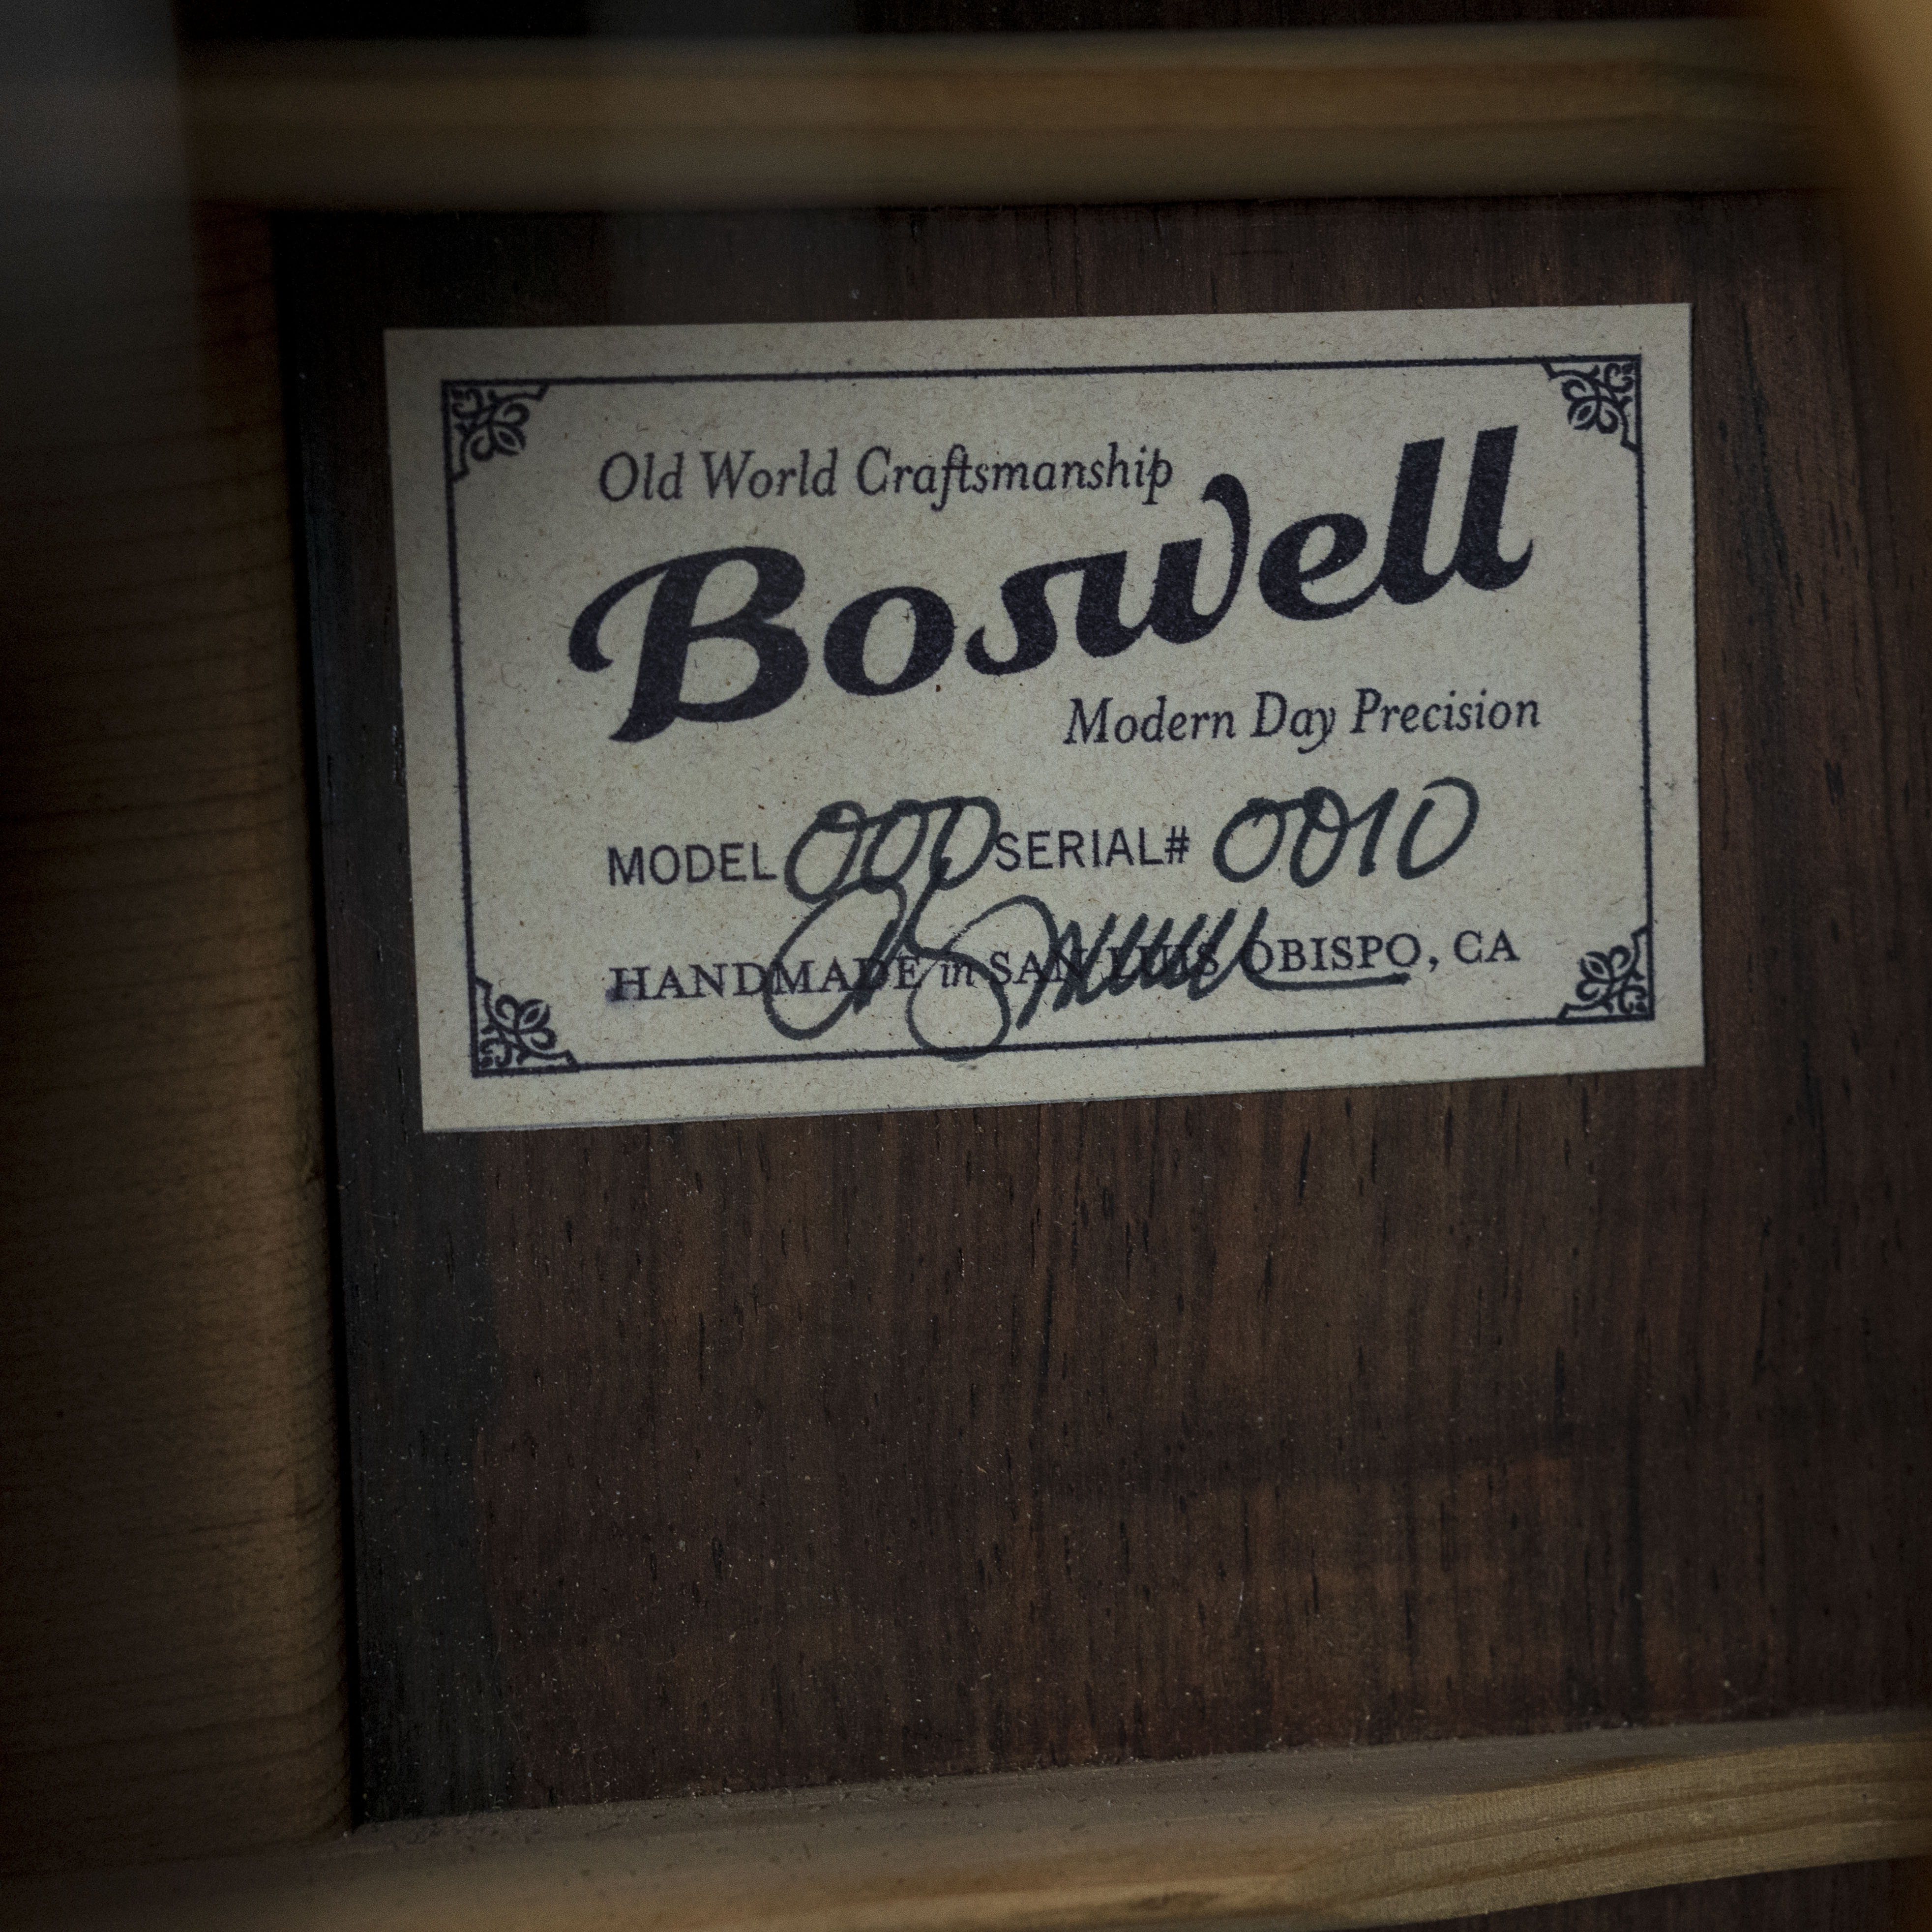 Old World Craftsmanship
Boswell
Modern Day Precision
MODEL 000 SERIAL# 0010
HANDMADE in SAN LUIS OBISPO, CA